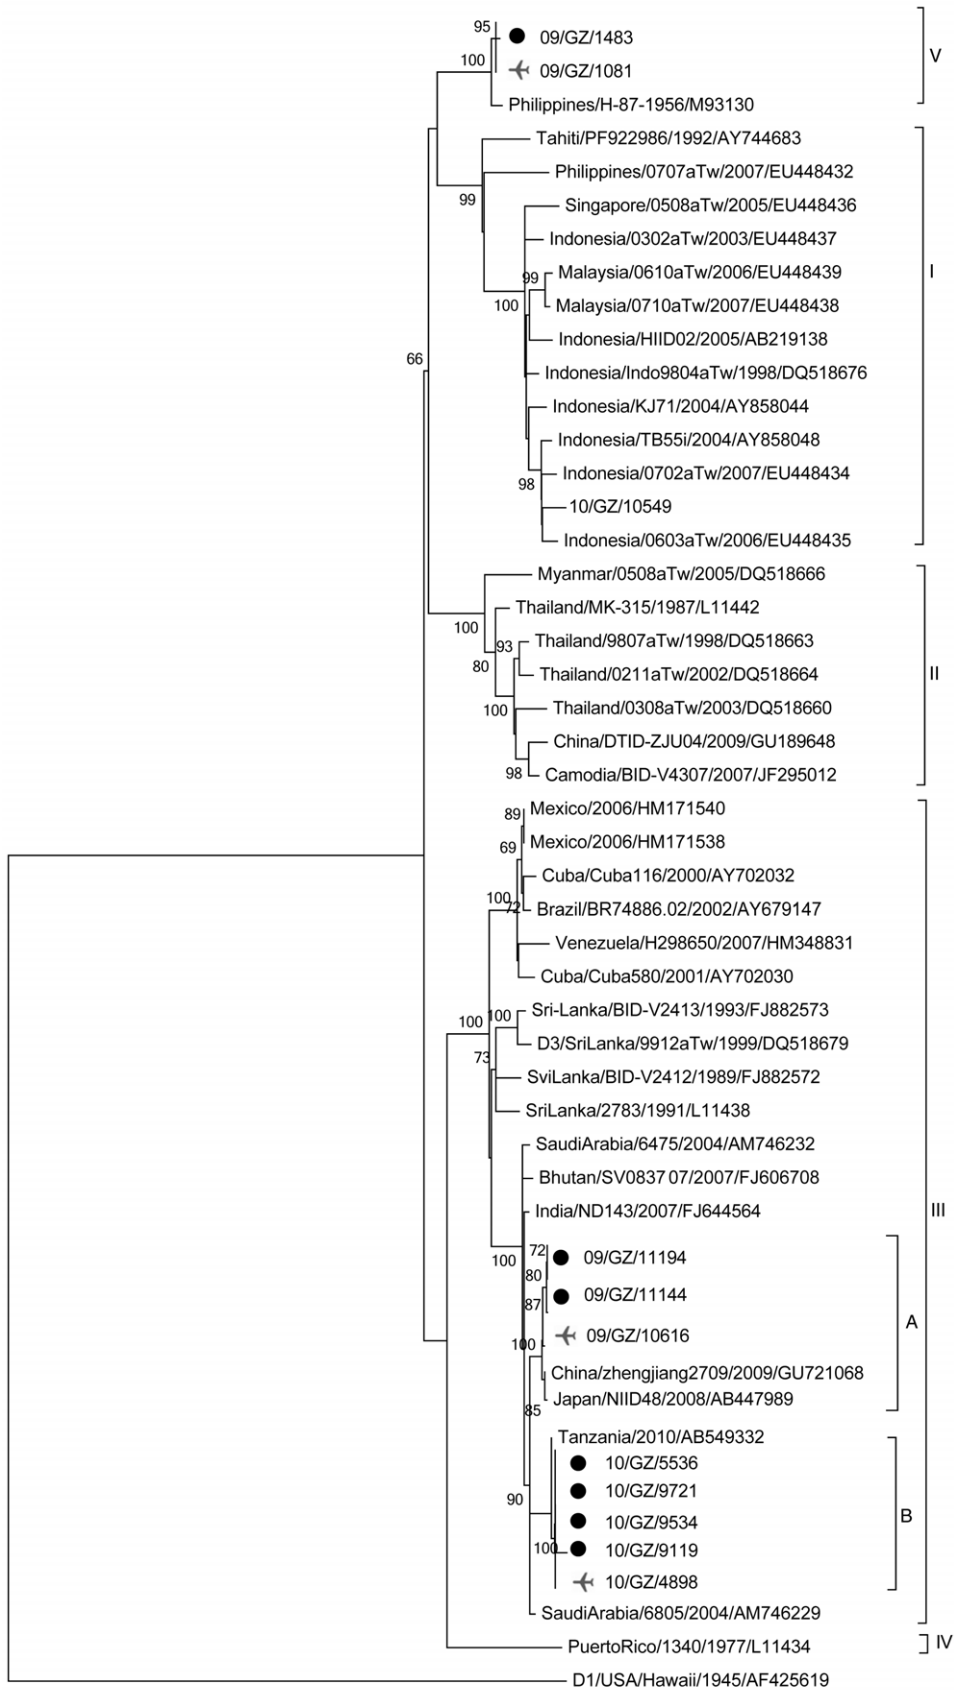 95
09/GZ/1483
V
100
09/GZ/1081
Philippines/H-87-1956/M93130
Tahiti/PF922986/1992/AY744683
Philippines/0707aTw/2007/EU448432
99
Singapore/0508aTw/2005/EU448436
Indonesia/0302aTw/2003/EU448437
99
Malaysia/0610aTw/2006/EU448439
I
100
Malaysia/0710aTw/2007/EU448438
Indonesia/HIID02/2005/AB219138
66
Indonesia/Indo9804aTw/1998/DQ518676
Indonesia/KJ71/2004/AY858044
Indonesia/TB55i/2004/AY858048
Indonesia/0702aTw/2007/EU448434
98
10/GZ/10549
Indonesia/0603aTw/2006/EU448435
Myanmar/0508aTw/2005/DQ518666
Thailand/MK-315/1987/L11442
100
93
Thailand/9807aTw/1998/DQ518663
80
Thailand/0211aTw/2002/DQ518664
II
100
Thailand/0308aTw/2003/DQ518660
China/DTID-ZJU04/2009/GU189648
98
Camodia/BID-V4307/2007/JF295012
89
Mexico/2006/HM171540
69
Mexico/2006/HM171538
Cuba/Cuba116/2000/AY702032
100
72
Brazil/BR74886.02/2002/AY679147
Venezuela/H298650/2007/HM348831
Cuba/Cuba580/2001/AY702030
100
100
Sri-Lanka/BID-V2413/1993/FJ882573
D3/SriLanka/9912aTw/1999/DQ518679
73
SviLanka/BID-V2412/1989/FJ882572
SriLanka/2783/1991/L11438
SaudiArabia/6475/2004/AM746232
Bhutan/SV0837 07/2007/FJ606708
India/ND143/2007/FJ644564
III
100
72
09/GZ/11194
80
87
09/GZ/11144
A
100
09/GZ/10616
China/zhengjiang2709/2009/GU721068
85
Japan/NIID48/2008/AB447989
Tanzania/2010/AB549332
10/GZ/5536
90
10/GZ/9721
B
10/GZ/9534
100
10/GZ/9119
10/GZ/4898
SaudiArabia/6805/2004/AM746229
PuertoRico/1340/1977/L11434
IV
D1/USA/Hawaii/1945/AF425619